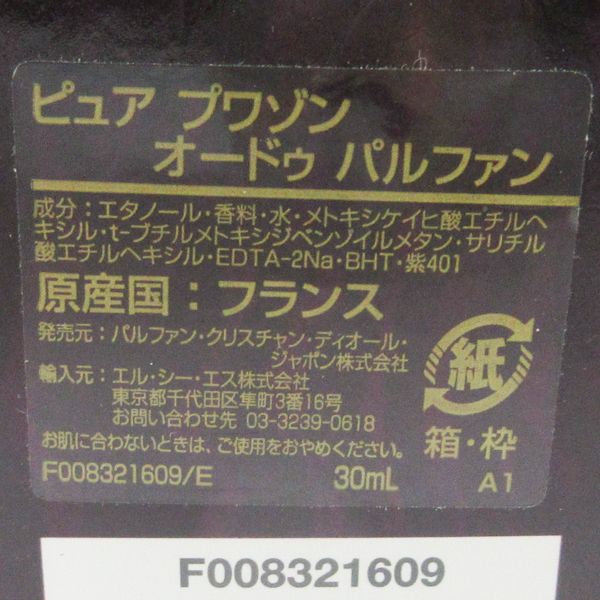 ピュア プワゾン
オードゥ パルファン
成分：エタノール・香料・水・メトキシケイヒ酸エチルヘ
キシル・t-ブチルメトキシジベンゾイルメタン・サリチル
酸エチルヘキシル・EDTA-2Na・BHT・紫401
原産国：フランス
発売元：パルファン・クリスチャン・ディオール・
ジャポン株式会社
輸入元：エル・シー・エス株式会社
東京都千代田区隼町3番16号
お問い合わせ先 03-3239-0618
お肌に合わないときは、ご使用をおやめください。
紙
箱・枠
F008321609/E 30mL A1
F008321609